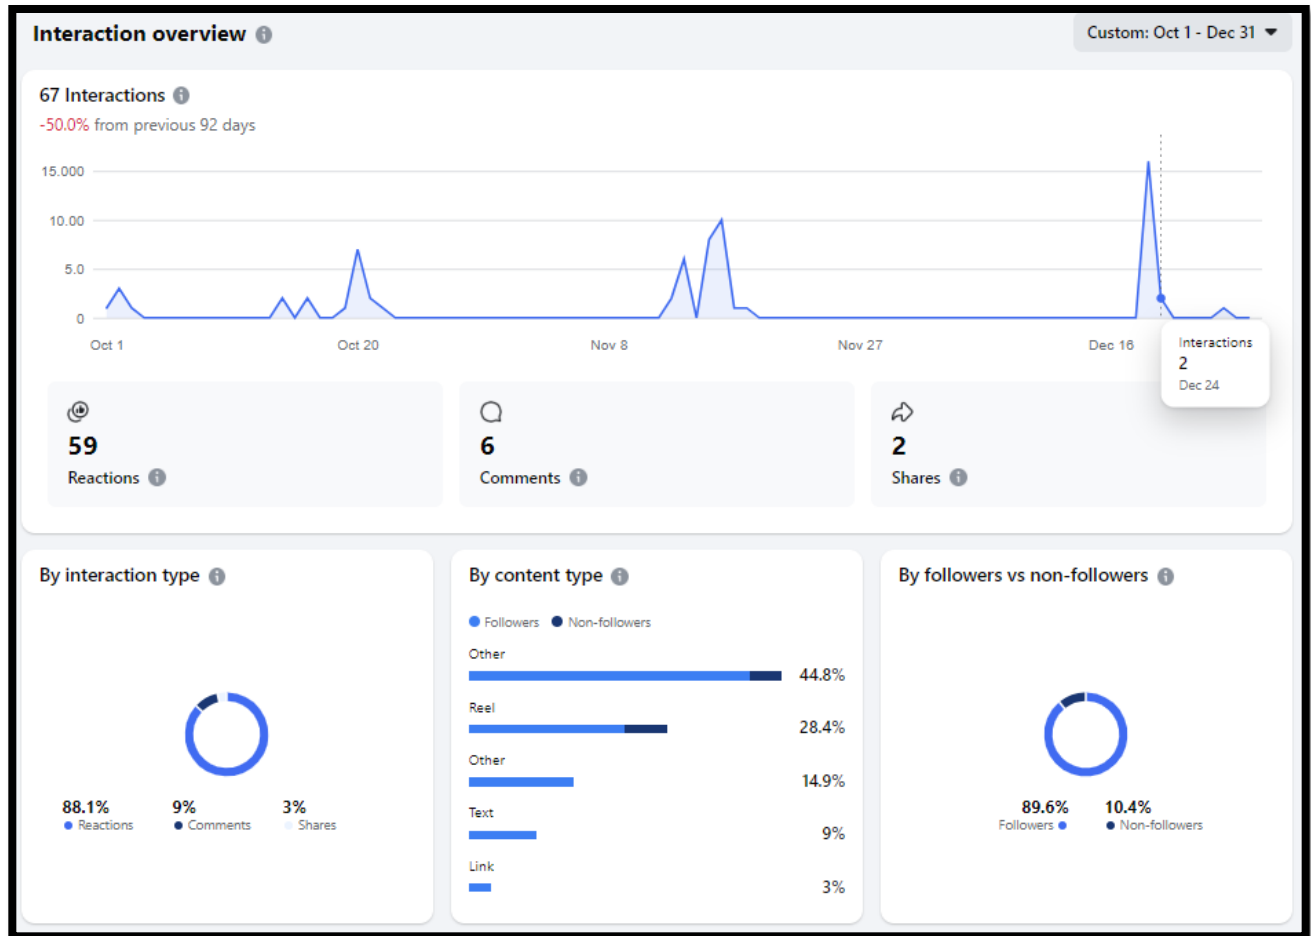 Interaction overview
Custom: Oct 1 - Dec 31
67 Interactions
-50.0% from previous 92 days
15.000
10.00
5.0
0
Oct 1
Oct 20
Nov 8
Nov 27
Dec 16
Interactions
2
Dec 24
59
Reactions
6
Comments
2
Shares
By interaction type
88.1%
Reactions
9%
Comments
3%
Shares
By content type
Followers Non-followers
Other
44.8%
Reel
28.4%
Other
14.9%
Text
9%
Link
3%
By followers vs non-followers
89.6%
Followers
10.4%
Non-followers